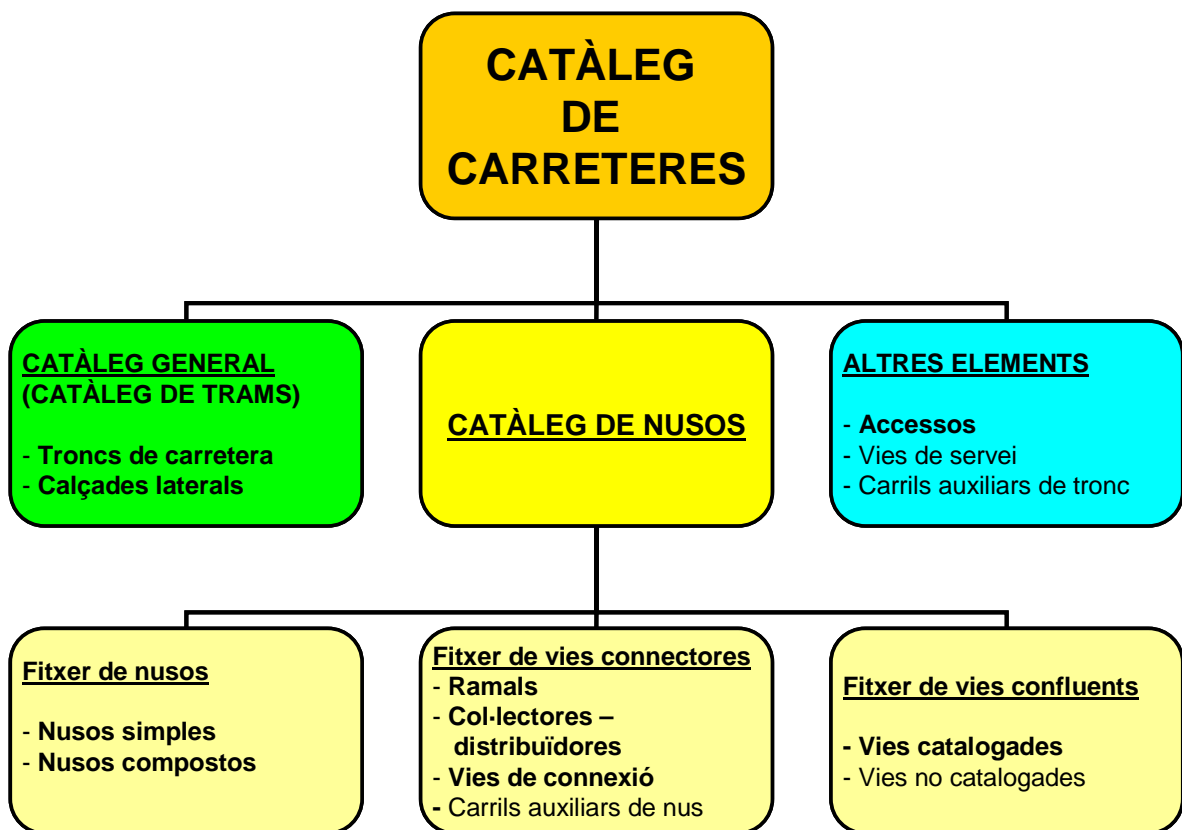 CATÀLEG
DE
CARRETERES
CATÀLEG GENERAL
(CATÀLEG DE TRAMS)
- Troncs de carretera
- Calçades laterals
CATÀLEG DE NUSOS
ALTRES ELEMENTS
- Accessos
- Vies de servei
- Carrils auxiliars de tronc
Fitxer de nusos
- Nusos simples
- Nusos compostos
Fitxer de vies connectores
- Ramals
- Col·lectores –
distribuïdores
- Vies de connexió
- Carrils auxiliars de nus
Fitxer de vies confluents
- Vies catalogades
- Vies no catalogades